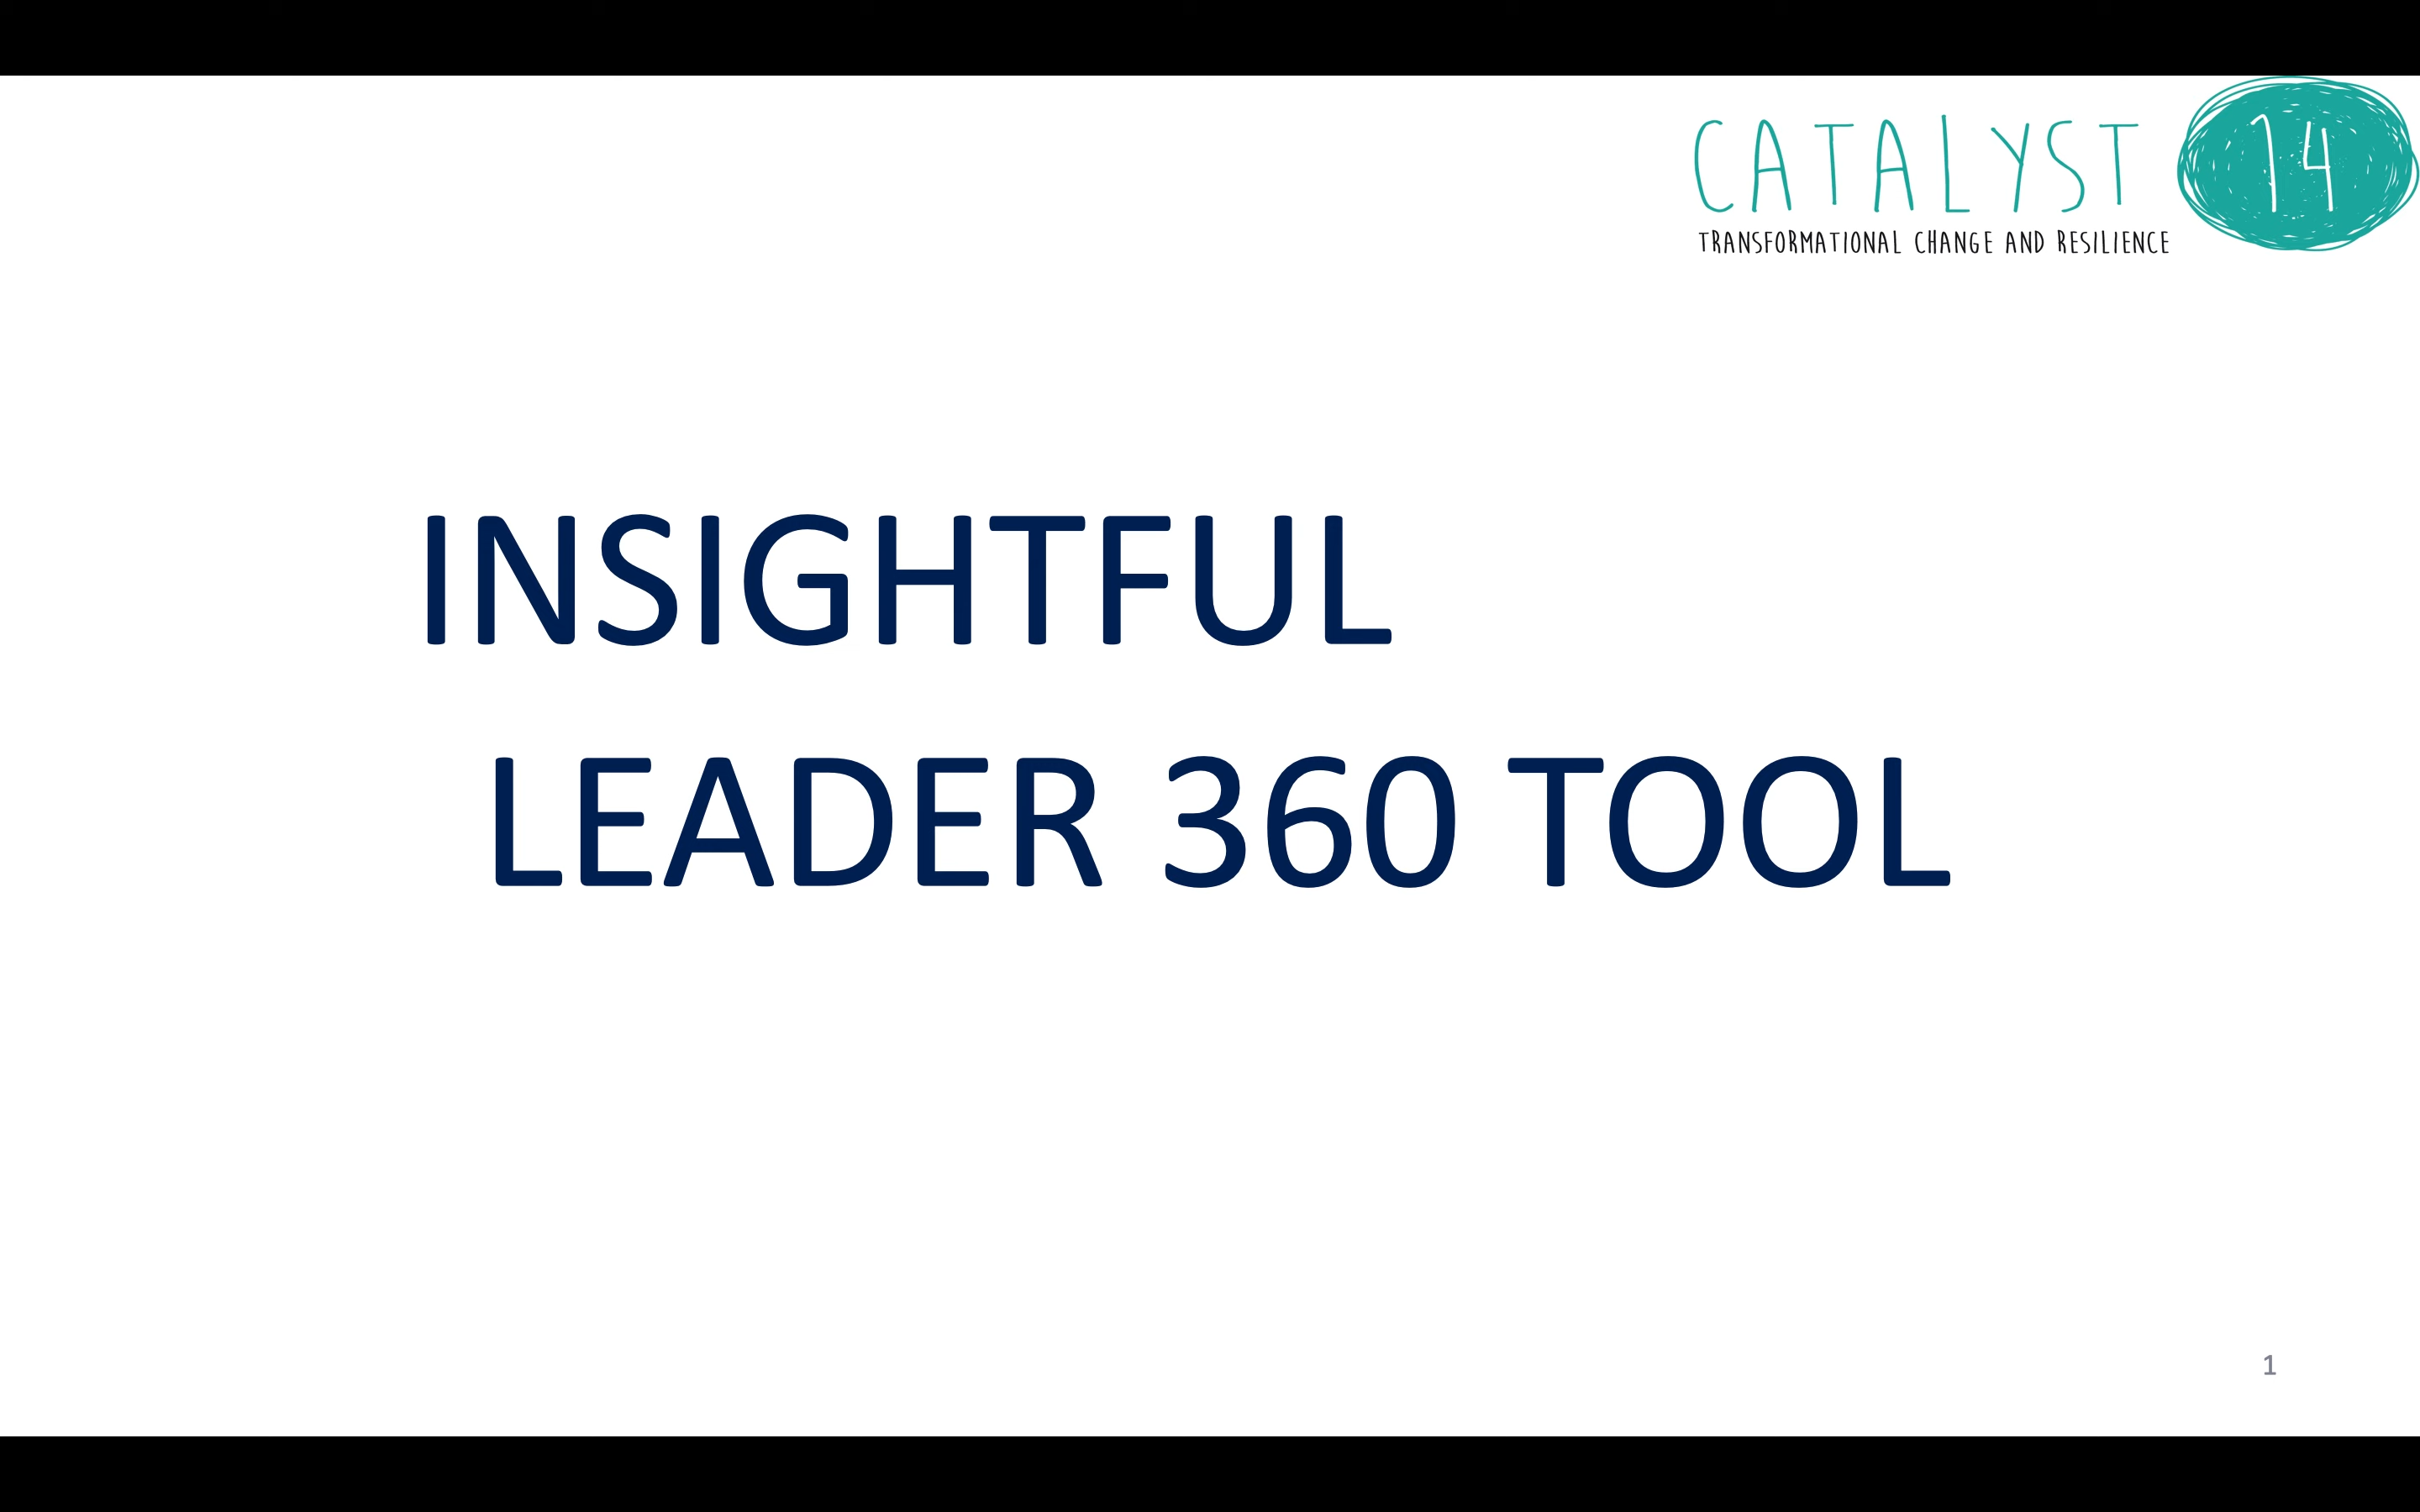 CATALYST 14
TRANSFORMATIONAL CHANGE AND RESILIENCE
INSIGHTFUL
LEADER 360 TOOL
1